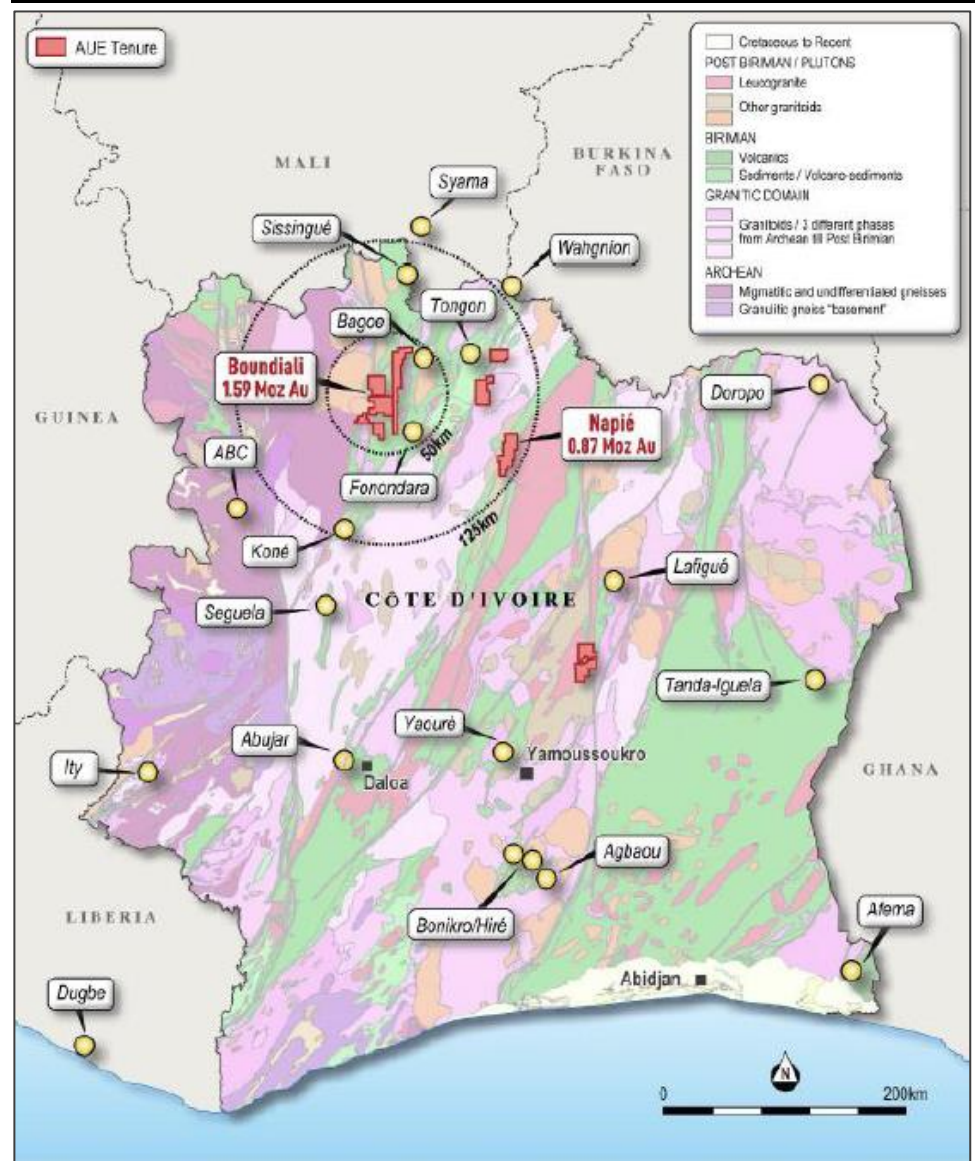 AUE Tenure
Cretaceous to Recent
POST BIRIMIAN / PLUTONS
Leucogranite
Other granitoids
BIRIMIAN
Volcanics
Sediments / Volcano-sediments
GRANITIC DOMAIN
Granitoids / 3 different phases
from Archean till Post Birimian
ARCHEAN
Migmatitic and undifferentiated gneisses
Granulitic gneiss "basement"
MALI
BURKINA
FASO
Syama
Sissingué
Wahgnion
Tongon
Bagoe
Boundiali
1.59 Moz Au
Doropo
GUINEA
Napié
0.87 Moz Au
ABC
50km
Fonondara
125km
Koné
Lafigué
Seguela
CÔTE D'IVOIRE
Tanda-Iguela
Yaouré
Abujar
Yamoussoukro
Ity
Daloa
GHANA
Agbaou
Bonikro/Hiré
LIBERIA
Afema
Abidjan
Dugbe
N
0
200km